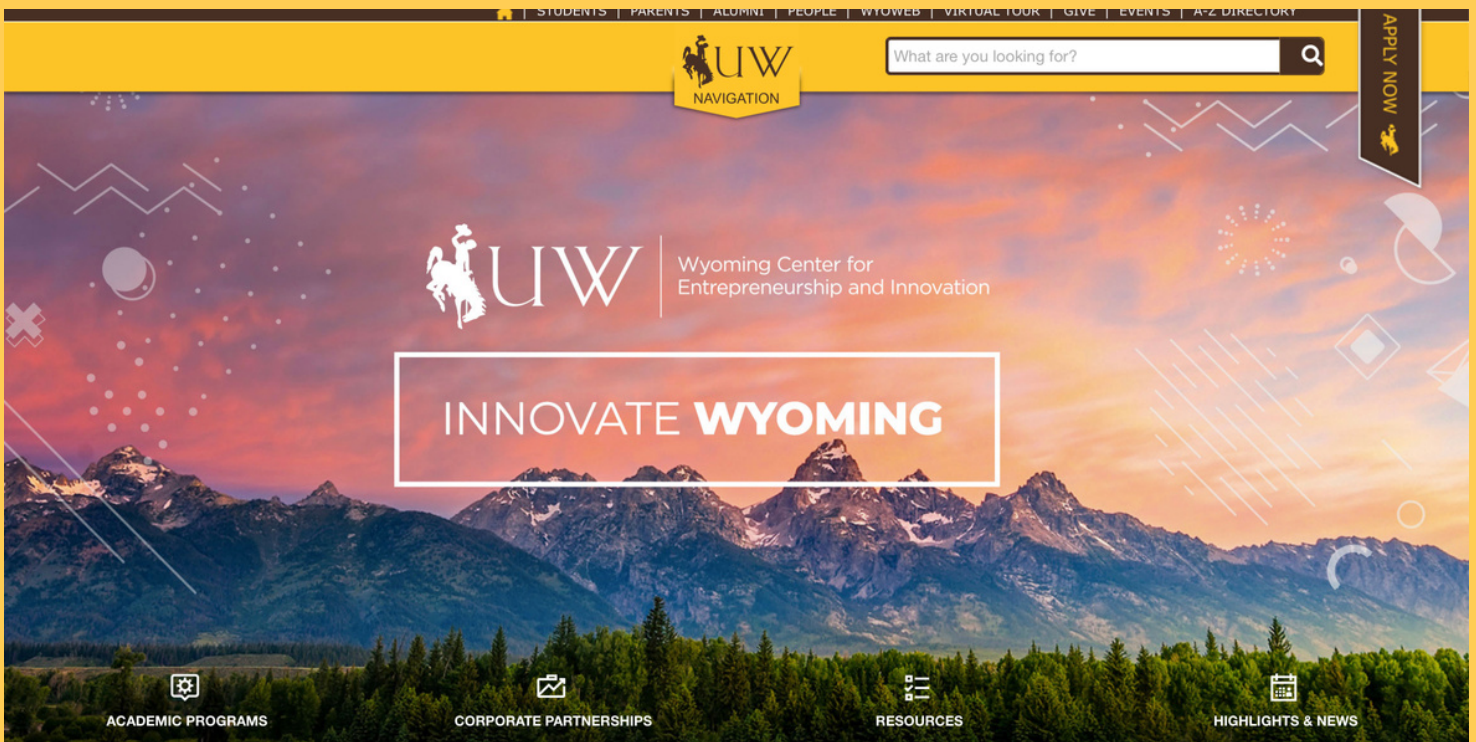 STUDENTS | PARENTS | ALUMNI | PEOPLE | WYOWEB | VIRTUAL TOUR | GIVE | EVENTS | A-Z DIRECTORY
UW
NAVIGATION
What are you looking for?
APPLY NOW
UW
Wyoming Center for
Entrepreneurship and Innovation
INNOVATE WYOMING
ACADEMIC PROGRAMS
CORPORATE PARTNERSHIPS
RESOURCES
HIGHLIGHTS & NEWS